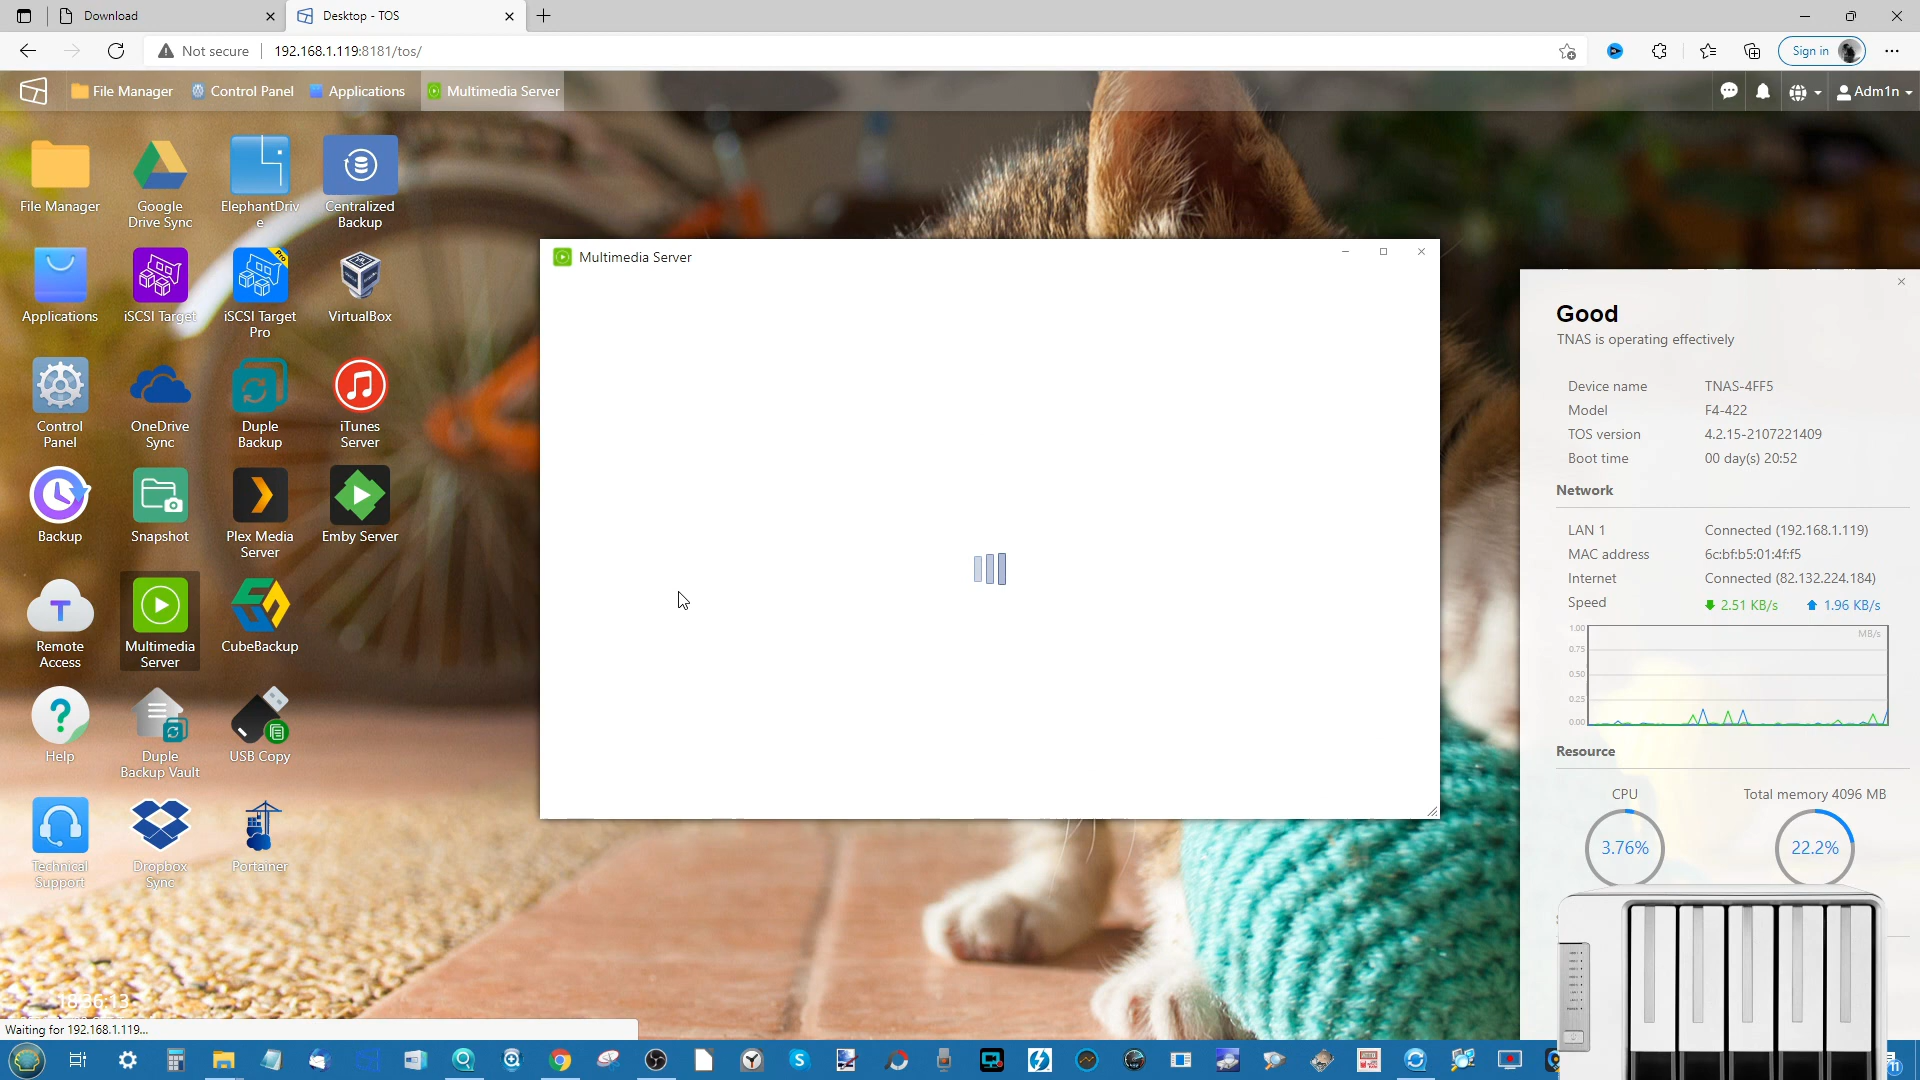 Download
Desktop - TOS
Not secure
192.168.1.119:8181/tos/
Sign in
File Manager
Control Panel
Applications
Multimedia Server
Adm1n
File Manager
Google
Drive Sync
ElephantDriv
e
Centralized
Backup
Applications
iSCSI Target
iSCSI Target
Pro
Pro
VirtualBox
Control
Panel
OneDrive
Sync
Duple
Backup
iTunes
Server
Backup
Snapshot
Plex Media
Server
Emby Server
Remote
Access
Multimedia
Server
CubeBackup
Help
Duple
Backup Vault
USB Copy
Technical
Support
Dropbox
Sync
Portainer
Multimedia Server
Good
TNAS is operating effectively
Device name TNAS-4FF5
Model F4-422
TOS version 4.2.15-2107221409
Boot time 00 day(s) 20:52
Network
LAN 1 Connected (192.168.1.119)
MAC address 6c:bf:b5:01:4f:f5
Internet Connected (82.132.224.184)
Speed 2.51 KB/s 1.96 KB/s
MB/s
1.00
0.75
0.50
0.25
0.00
Resource
CPU Total memory 4096 MB
3.76% 22.2%
18:36:13
Waiting for 192.168.1.119...
11